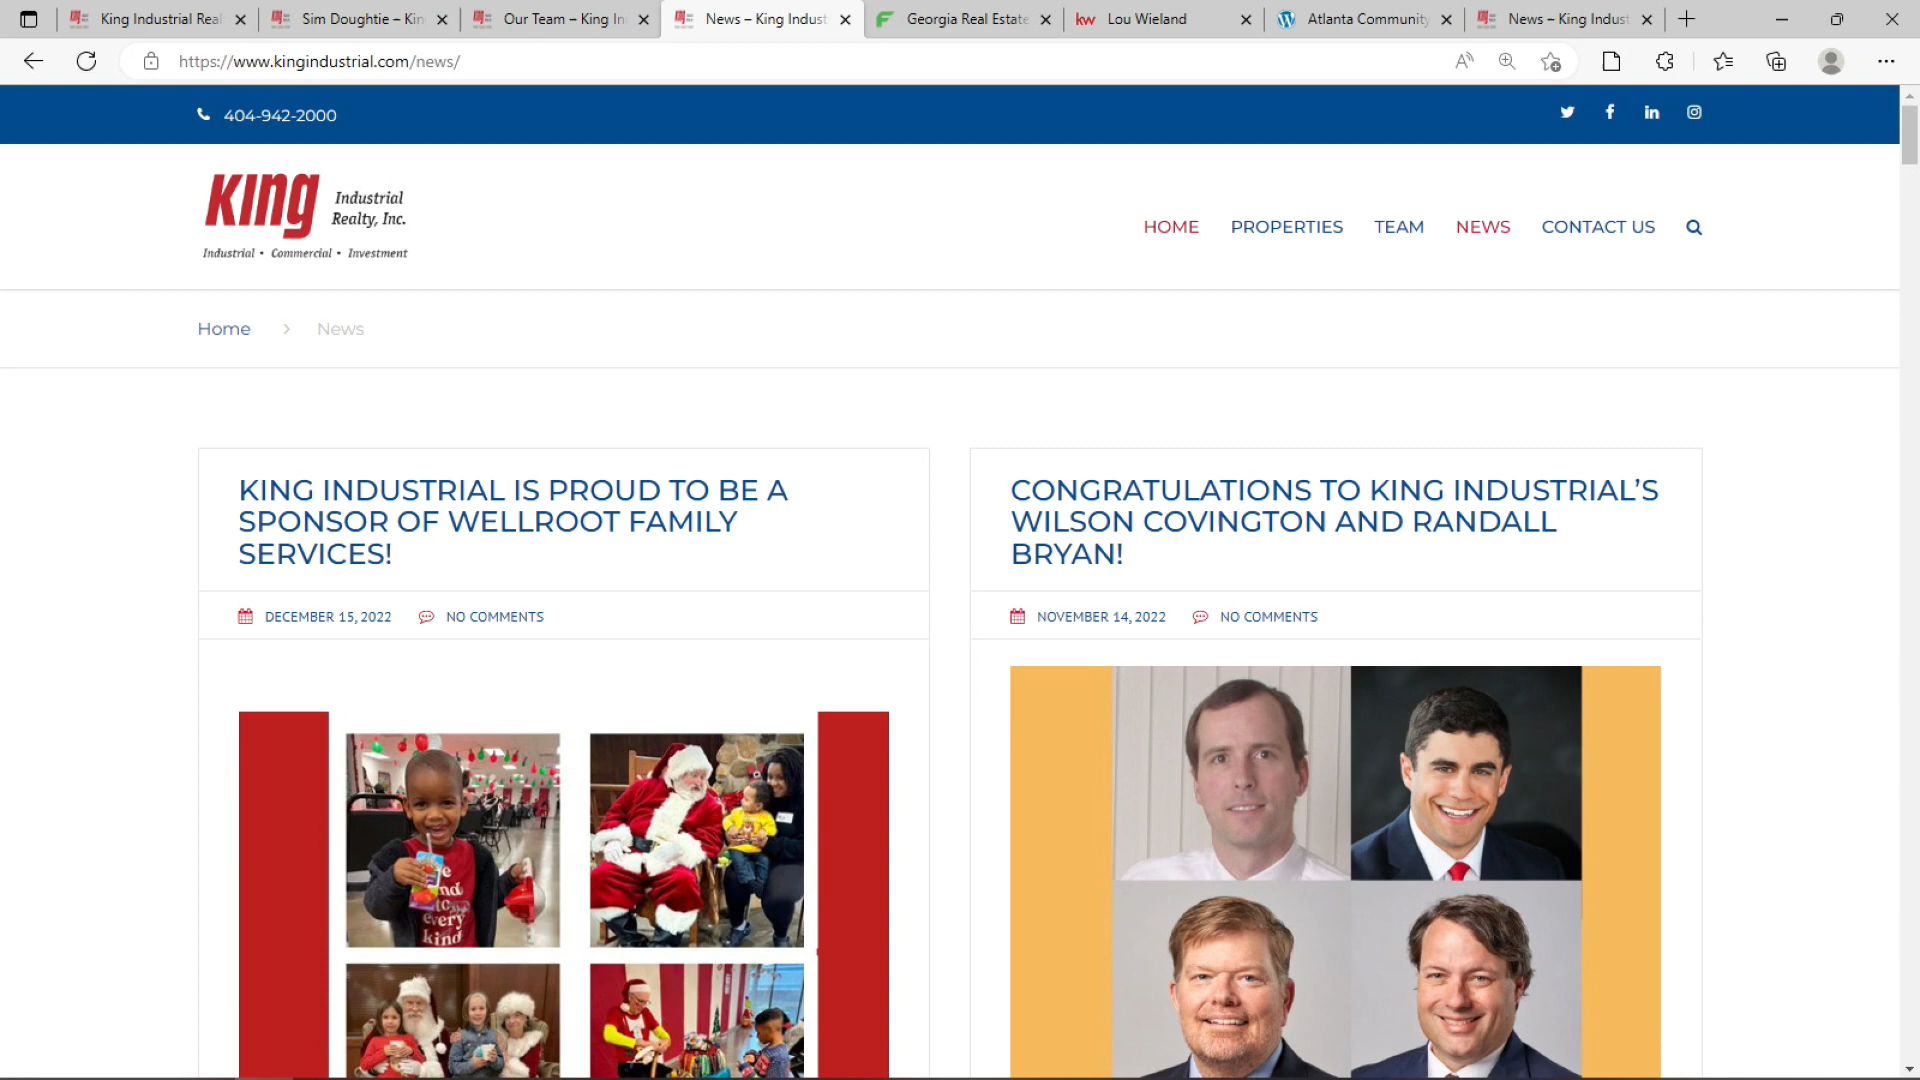 King Industrial Rea
Sim Doughtie – Kin
Our Team – King In
News – King Indust
Georgia Real Estate
kw Lou Wieland
Atlanta Community
News – King Indust
https://www.kingindustrial.com/news/
404-942-2000
King Industrial
Realty, Inc.
Industrial • Commercial • Investment
HOME PROPERTIES TEAM NEWS CONTACT US
Home > News
KING INDUSTRIAL IS PROUD TO BE A
SPONSOR OF WELLROOT FAMILY
SERVICES!
DECEMBER 15, 2022 NO COMMENTS
CONGRATULATIONS TO KING INDUSTRIAL’S
WILSON COVINGTON AND RANDALL
BRYAN!
NOVEMBER 14, 2022 NO COMMENTS
every
kind